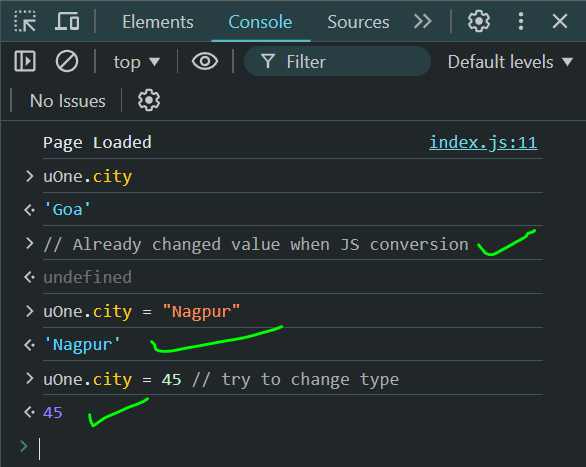 Elements Console Sources
top Filter Default levels
No Issues
Page Loaded index.js:11
uOne.city
'Goa'
// Already changed value when JS conversion
undefined
uOne.city = "Nagpur"
'Nagpur'
uOne.city = 45 // try to change type
45